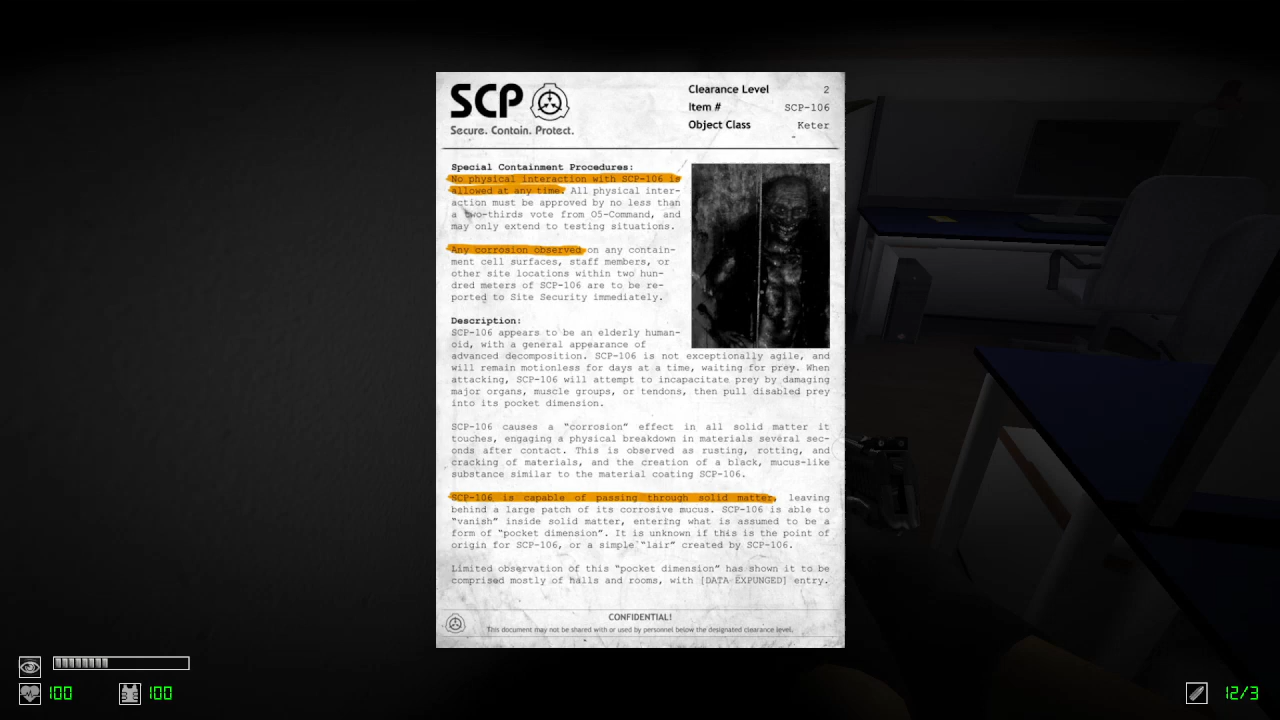 SCP
Secure. Contain. Protect.
Clearance Level 2
Item # SCP-106
Object Class Keter
Special Containment Procedures:
No physical interaction with SCP-106 is
allowed at any time. All physical inter-
action must be approved by no less than
a two-thirds vote from O5-Command, and
may only extend to testing situations.
Any corrosion observed on any contain-
ment cell surfaces, staff members, or
other site locations within two hun-
dred meters of SCP-106 are to be re-
ported to Site Security immediately.
Description:
SCP-106 appears to be an elderly human-
oid, with a general appearance of
advanced decomposition. SCP-106 is not exceptionally agile, and
will remain motionless for days at a time, waiting for prey. When
attacking, SCP-106 will attempt to incapacitate prey by damaging
major organs, muscle groups, or tendons, then pull disabled prey
into its pocket dimension.
SCP-106 causes a “corrosion” effect in all solid matter it
touches, engaging a physical breakdown in materials several sec-
onds after contact. This is observed as rusting, rotting, and
cracking of materials, and the creation of a black, mucus-like
substance similar to the material coating SCP-106.
SCP-106 is capable of passing through solid matter, leaving
behind a large patch of its corrosive mucus. SCP-106 is able to
“vanish” inside solid matter, entering what is assumed to be a
form of “pocket dimension”. It is unknown if this is the point of
origin for SCP-106, or a simple “lair” created by SCP-106.
Limited observation of this “pocket dimension” has shown it to be
comprised mostly of halls and rooms, with [DATA EXPUNGED] entry.
CONFIDENTIAL!
This document may not be shared with or used by personnel below the designated clearance level.
100
100
12/3